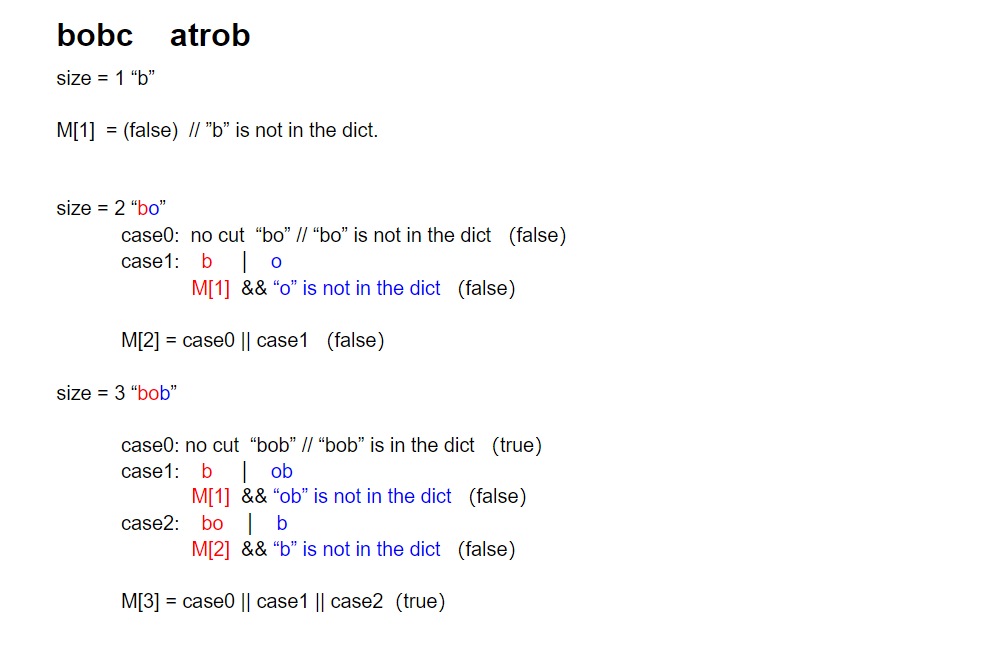 bobc atrob
size = 1 “b”
M[1] = (false) // ”b” is not in the dict.
size = 2 “bo”
case0: no cut “bo” // “bo” is not in the dict (false)
case1: b | o
M[1] && “o” is not in the dict (false)
M[2] = case0 || case1 (false)
size = 3 “bob”
case0: no cut “bob” // “bob” is in the dict (true)
case1: b | ob
M[1] && “ob” is not in the dict (false)
case2: bo | b
M[2] && “b” is not in the dict (false)
M[3] = case0 || case1 || case2 (true)